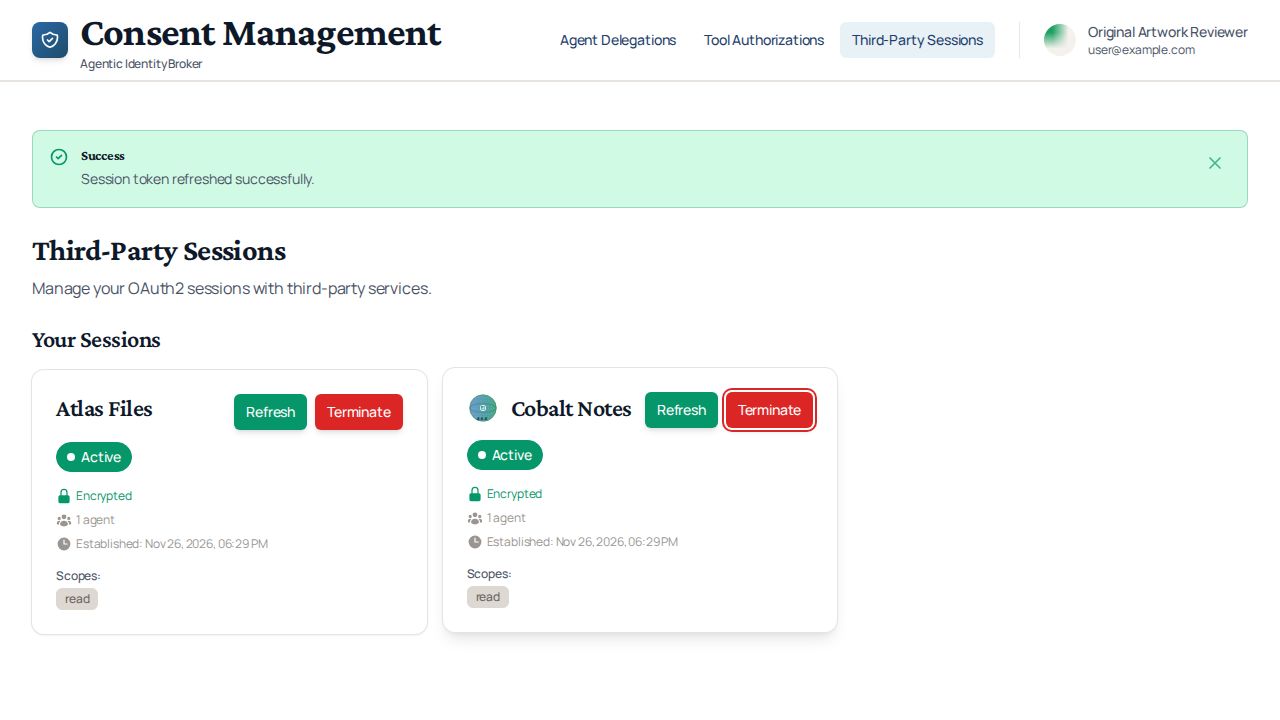 Consent Management
Agentic IdentityBroker
Agent Delegations
Tool Authorizations
Third-Party Sessions
Original Artwork Reviewer
user@example.com
Success
Session token refreshed successfully.
Third-Party Sessions
Manage your OAuth2 sessions with third-party services.
Your Sessions
Atlas Files
Refresh
Terminate
Active
Encrypted
1 agent
Established: Nov 26, 2026, 06:29 PM
Scopes:
read
Cobalt Notes
Refresh
Terminate
Active
Encrypted
1 agent
Established: Nov 26, 2026, 06:29 PM
Scopes:
read